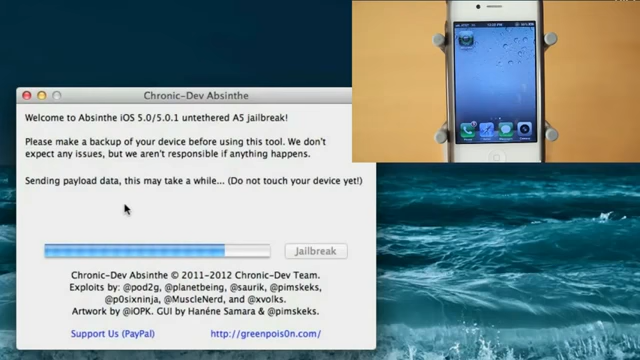 Chronic-Dev Absinthe
Welcome to Absinthe iOS 5.0/5.0.1 untethered A5 jailbreak!
Please make a backup of your device before using this tool. We don't
expect any issues, but we aren't responsible if anything happens.
Sending payload data, this may take a while... (Do not touch your device yet!)
Jailbreak
Chronic-Dev Absinthe © 2011-2012 Chronic-Dev Team.
Exploits by: @pod2g, @planetbeing, @saurik, @pimskeks,
@p0sixninja, @MuscleNerd, and @xvolks.
Artwork by @iOPK. GUI by Hanéne Samara & @pimskeks.
Support Us (PayPal)
http://greenpois0n.com/